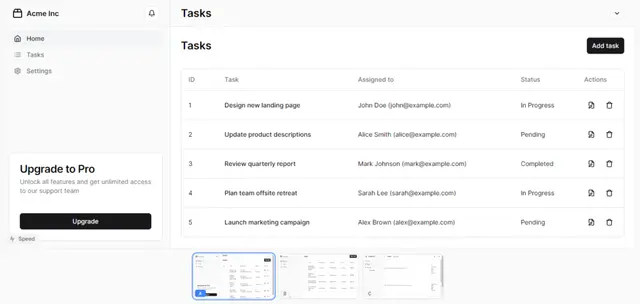 Acme Inc
Home
Tasks
Settings
Upgrade to Pro
Unlock all features and get unlimited access
to our support team
Upgrade
Speed
Tasks
Tasks
Add task
ID Task Assigned to Status Actions
1 Design new landing page John Doe (john@example.com) In Progress
2 Update product descriptions Alice Smith (alice@example.com) Pending
3 Review quarterly report Mark Johnson (mark@example.com) Completed
4 Plan team offsite retreat Sarah Lee (sarah@example.com) In Progress
5 Launch marketing campaign Alex Brown (alex@example.com) Pending
A
B
C